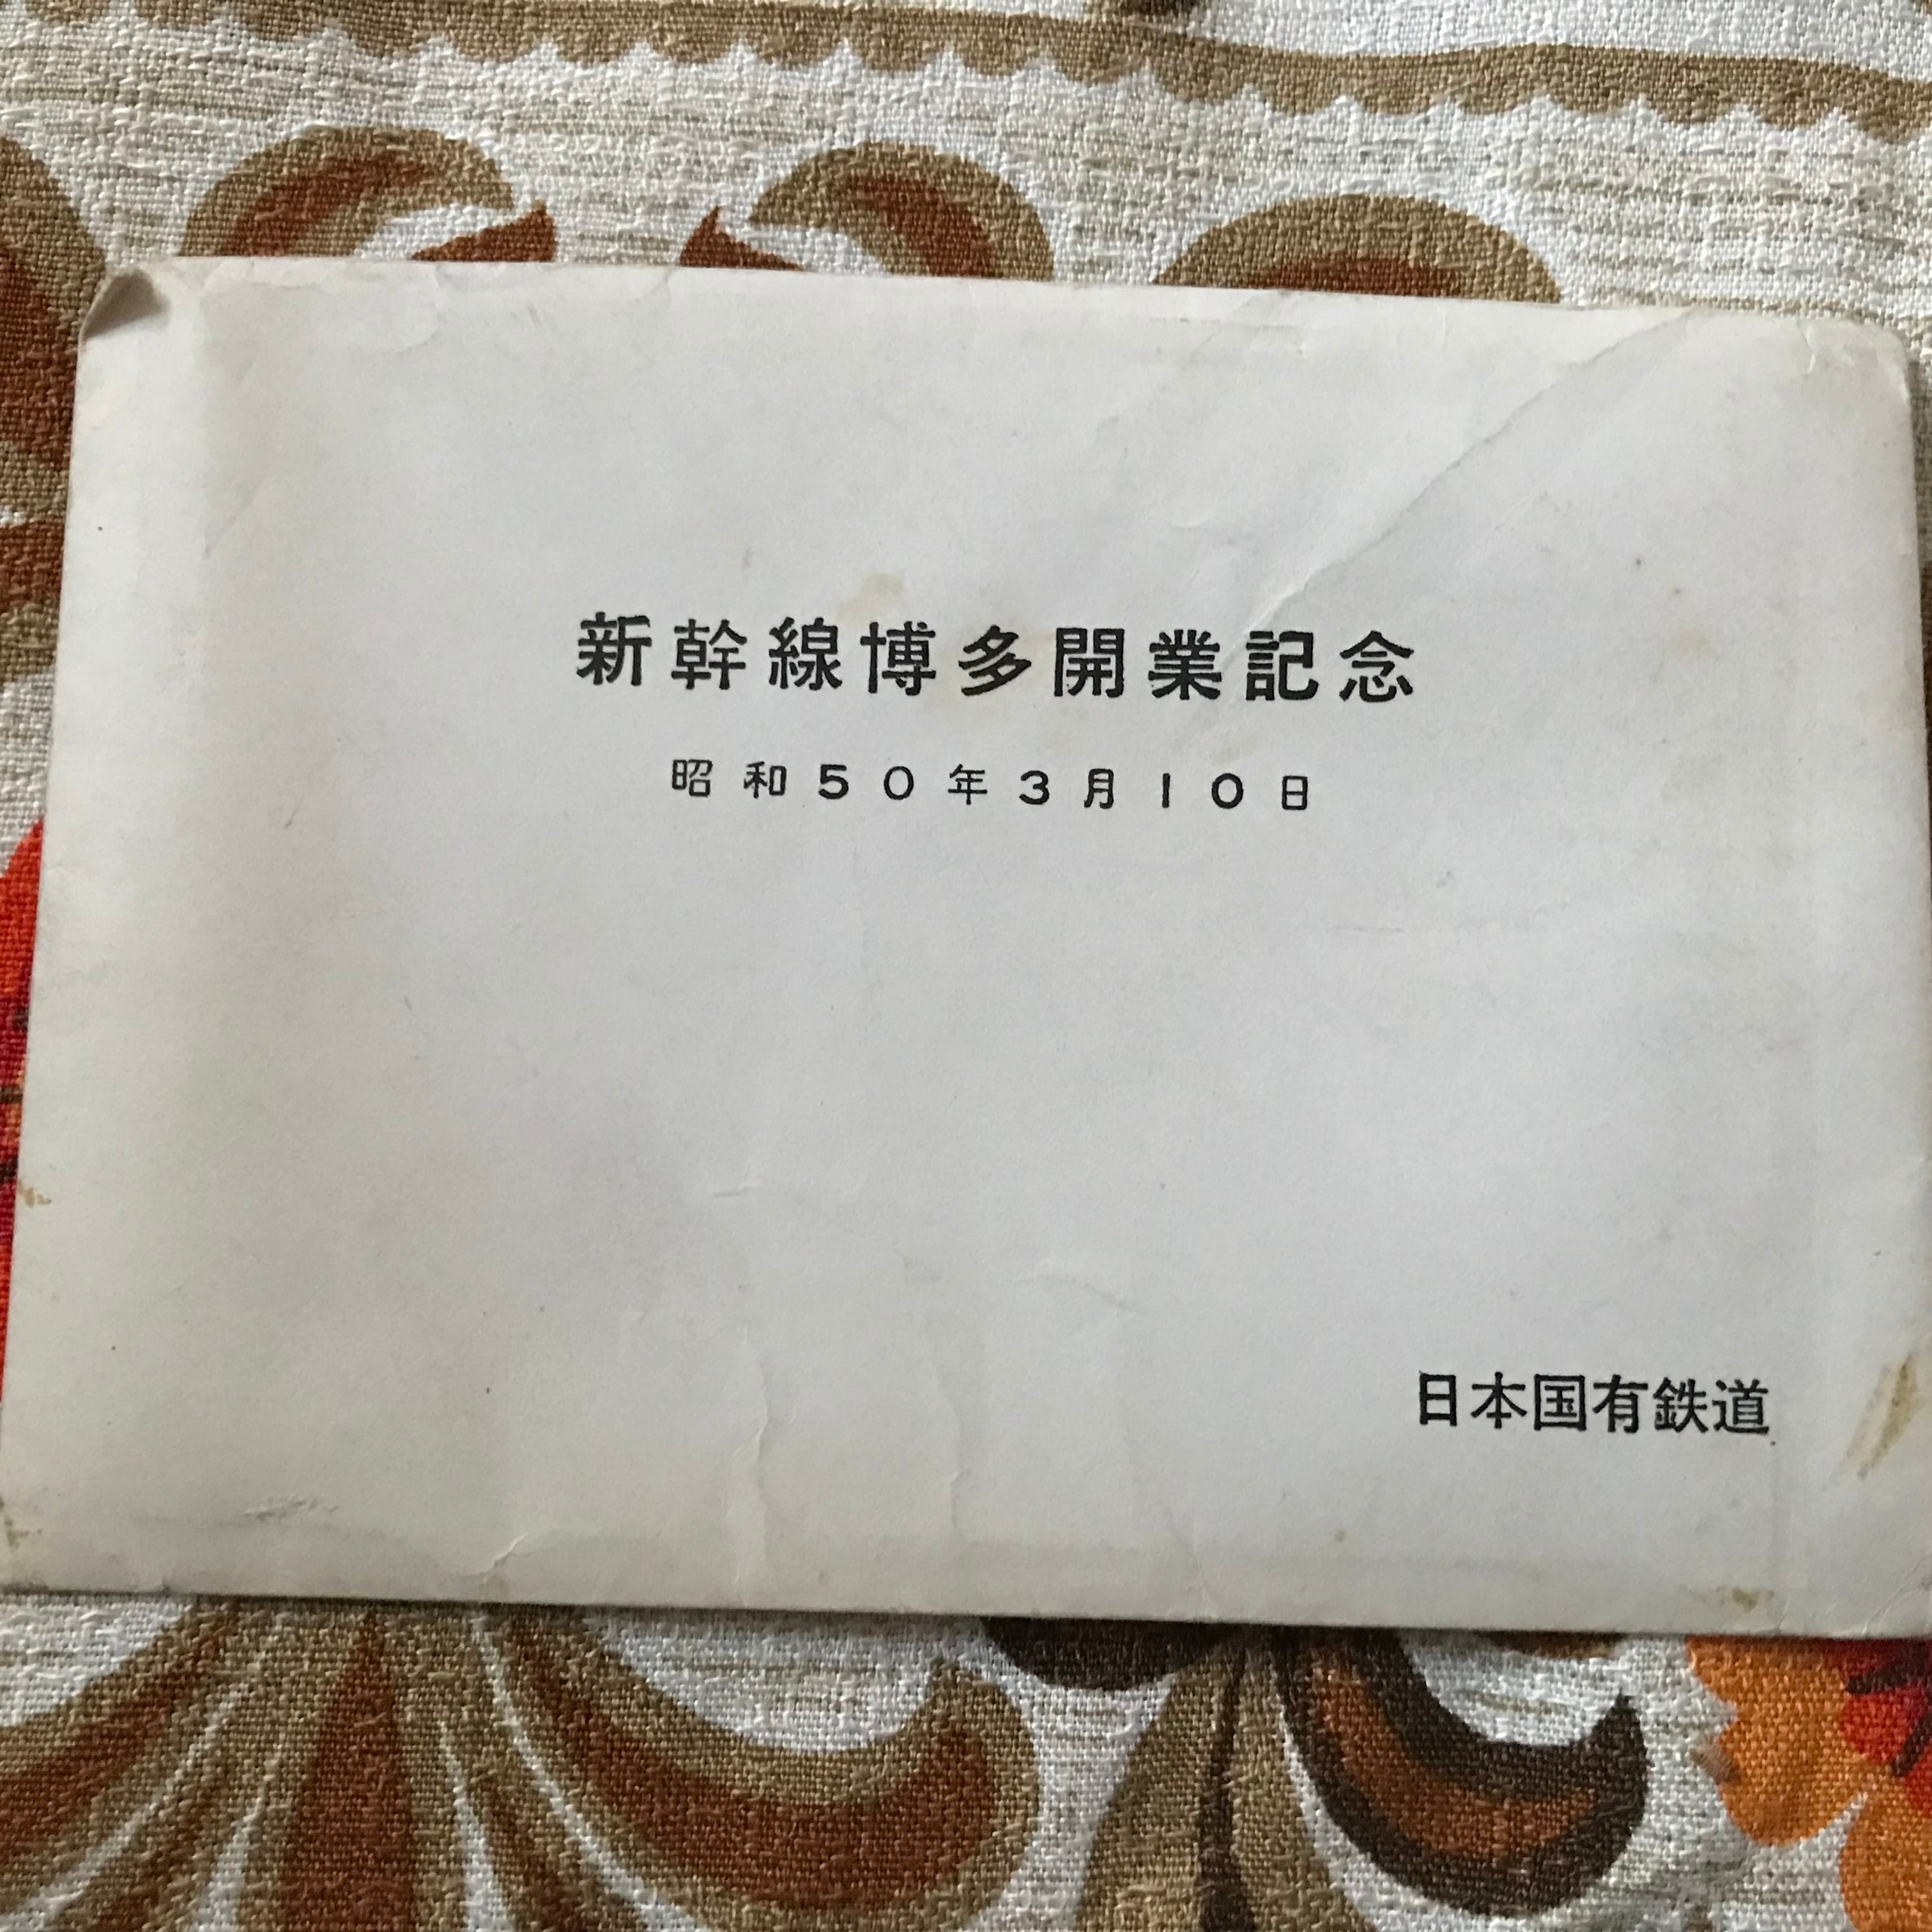 新幹線博多開業記念
昭和50年3月10日
日本国有鉄道